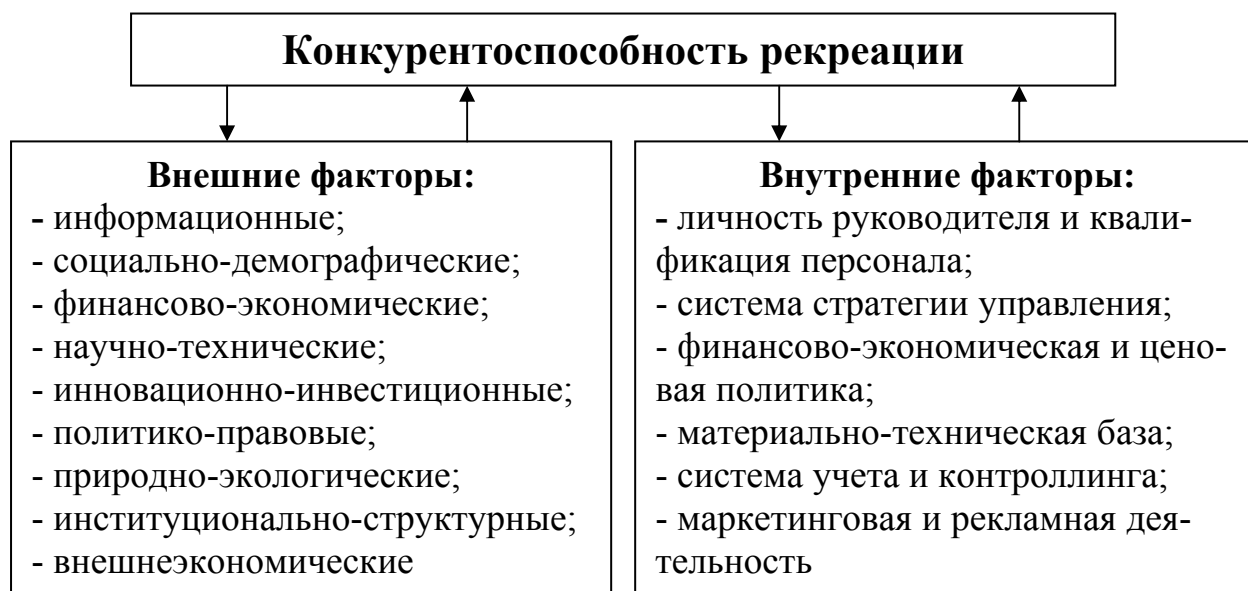 Конкурентоспособность рекреации
Внешние факторы:
- информационные;
- социально-демографические;
- финансово-экономические;
- научно-технические;
- инновационно-инвестиционные;
- политико-правовые;
- природно-экологические;
- институционально-структурные;
- внешнеэкономические
Внутренние факторы:
- личность руководителя и квали-
фикация персонала;
- система стратегии управления;
- финансово-экономическая и цено-
вая политика;
- материально-техническая база;
- система учета и контроллинга;
- маркетинговая и рекламная дея-
тельность